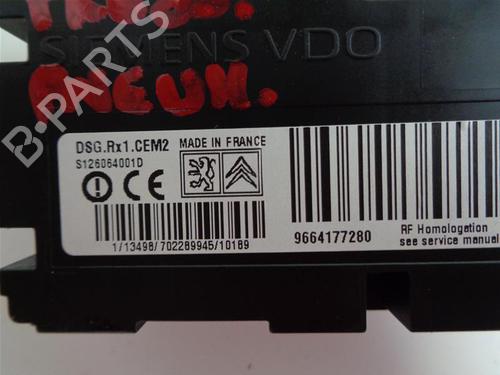 SIEMENS VDO
PNEUM.
B-PARTS
DSG.Rx1.CEM2 MADE IN FRANCE
S126064001D
CE
1/13498/702289945/10189
9664177280
RF Homologation
see service manual